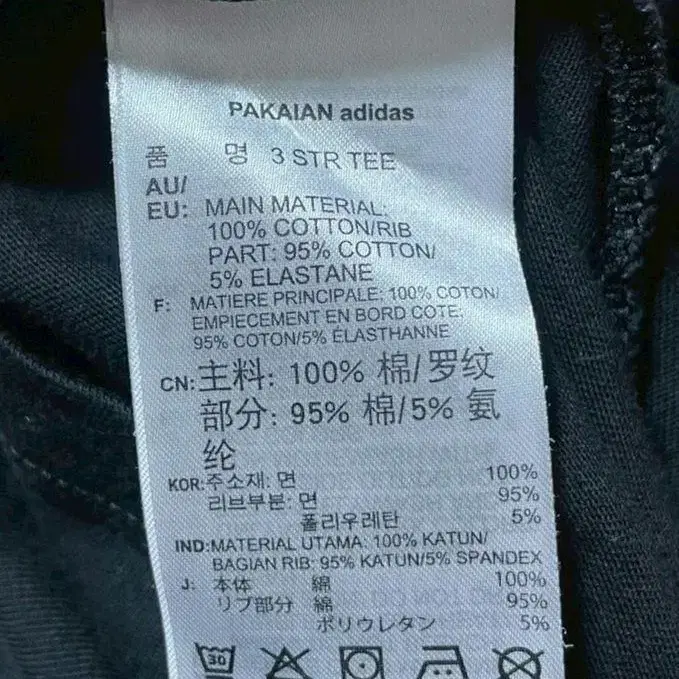 PAKAIAN adidas
품 명 3 STR TEE
AU/
EU: MAIN MATERIAL:
100% COTTON/RIB
PART: 95% COTTON/
5% ELASTANE
F: MATIERE PRINCIPALE: 100% COTON/
EMPIECEMENT EN BORD COTE:
95% COTON/5% ÉLASTHANNE
CN: 主料: 100% 棉/罗纹
部分: 95% 棉/5% 氨
纶
KOR: 주소재: 면 100%
리브부분: 면 95%
폴리우레탄 5%
IND: MATERIAL UTAMA: 100% KATUN/
BAGIAN RIB: 95% KATUN/5% SPANDEX
J: 本体 綿 100%
リブ部分 綿 95%
ポリウレタン 5%
30